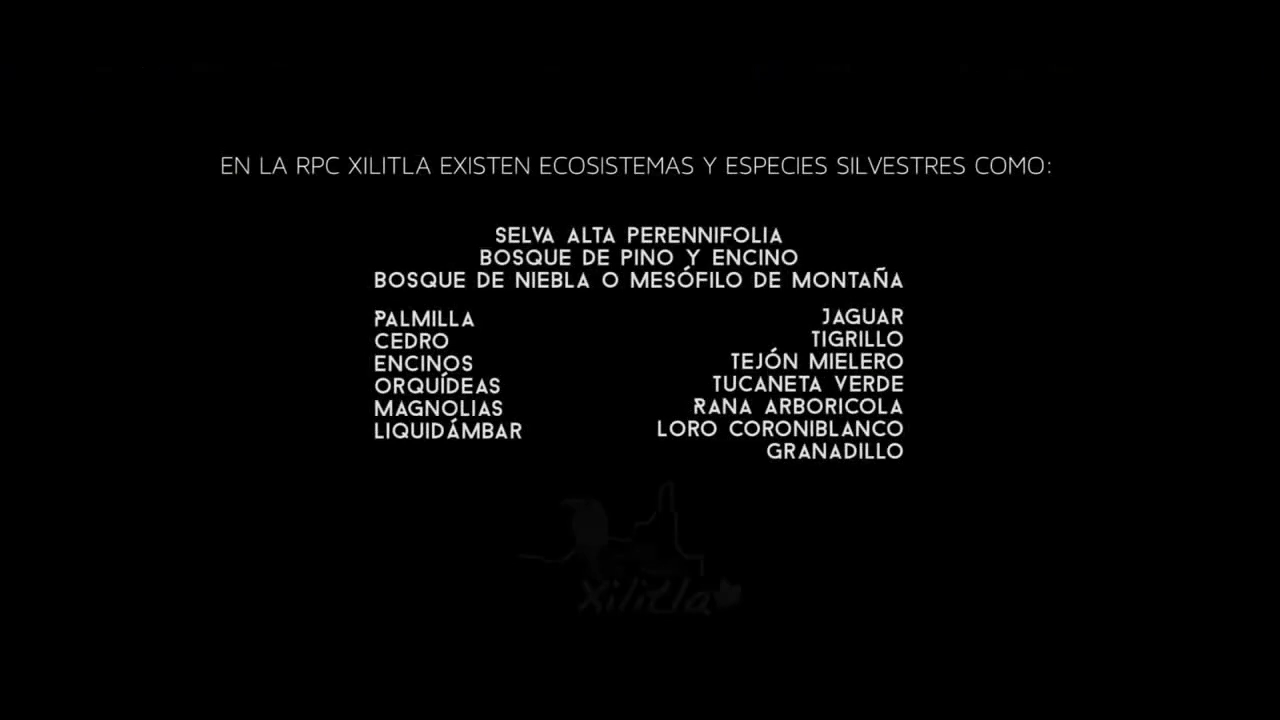 EN LA RPC XILITLA EXISTEN ECOSISTEMAS Y ESPECIES SILVESTRES COMO:
SELVA ALTA PERENNIFOLIA
BOSQUE DE PINO Y ENCINO
BOSQUE DE NIEBLA O MESÓFILO DE MONTAÑA
PALMILLA
CEDRO
ENCINOS
ORQUÍDEAS
MAGNOLIAS
LIQUIDÁMBAR
JAGUAR
TIGRILLO
TEJÓN MIELERO
TUCANETA VERDE
RANA ARBORICOLA
LORO CORONIBLANCO
GRANADILLO
Xilitla